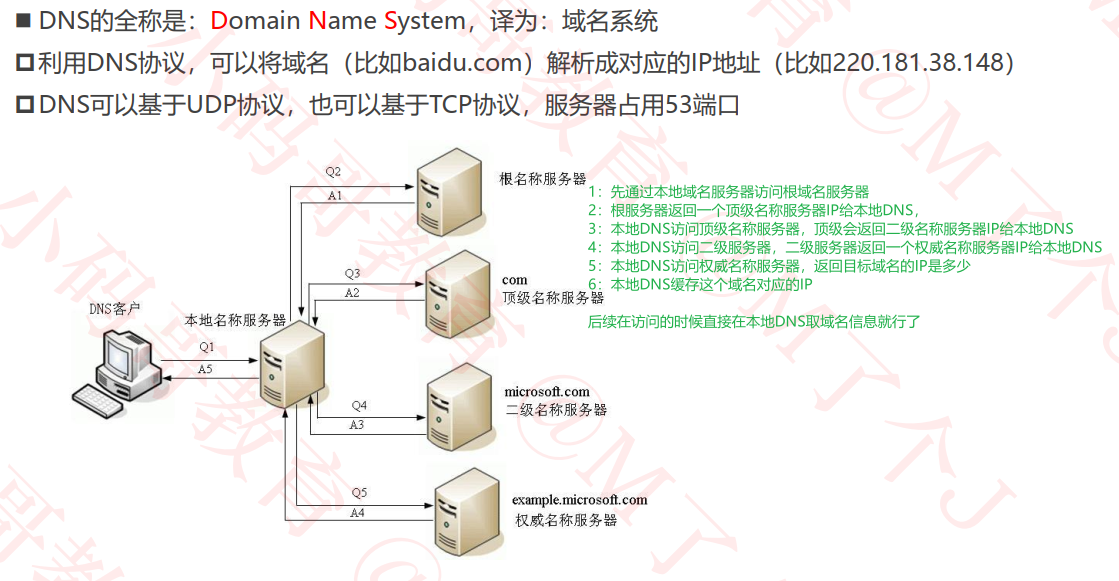 DNS的全称是：Domain Name System，译为：域名系统
利用DNS协议，可以将域名（比如baidu.com）解析成对应的IP地址（比如220.181.38.148）
DNS可以基于UDP协议，也可以基于TCP协议，服务器占用53端口
Q2
A1
根名称服务器
1：先通过本地域名服务器访问根域名服务器
2：根服务器返回一个顶级名称服务器IP给本地DNS，
3：本地DNS访问顶级名称服务器，顶级会返回二级名称服务器IP给本地DNS
4：本地DNS访问二级服务器，二级服务器返回一个权威名称服务器IP给本地DNS
5：本地DNS访问权威名称服务器，返回目标域名的IP是多少
6：本地DNS缓存这个域名对应的IP
后续在访问的时候直接在本地DNS取域名信息就行了
Q3
A2
com
顶级名称服务器
DNS客户
本地名称服务器
Q1
A5
microsoft.com
二级名称服务器
Q4
A3
Q5
A4
example.microsoft.com
权威名称服务器
小码哥教育
@M了个J